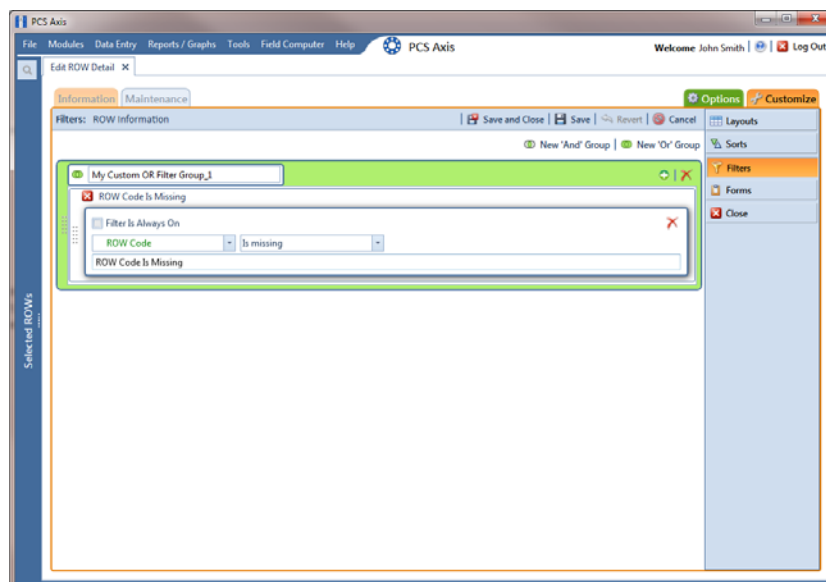 PCS Axis
File Modules Data Entry Reports / Graphs Tools Field Computer Help PCS Axis Welcome John Smith | | Log Out
Edit ROW Detail
Information Maintenance Options Customize
Filters: ROW Information | Save and Close | Save | Revert | Cancel
Layouts
New 'And' Group | New 'Or' Group
Sorts
My Custom OR Filter Group_1
Filters
ROW Code Is Missing
Forms
Filter Is Always On
Close
ROW Code Is missing
ROW Code Is Missing
Selected ROWs